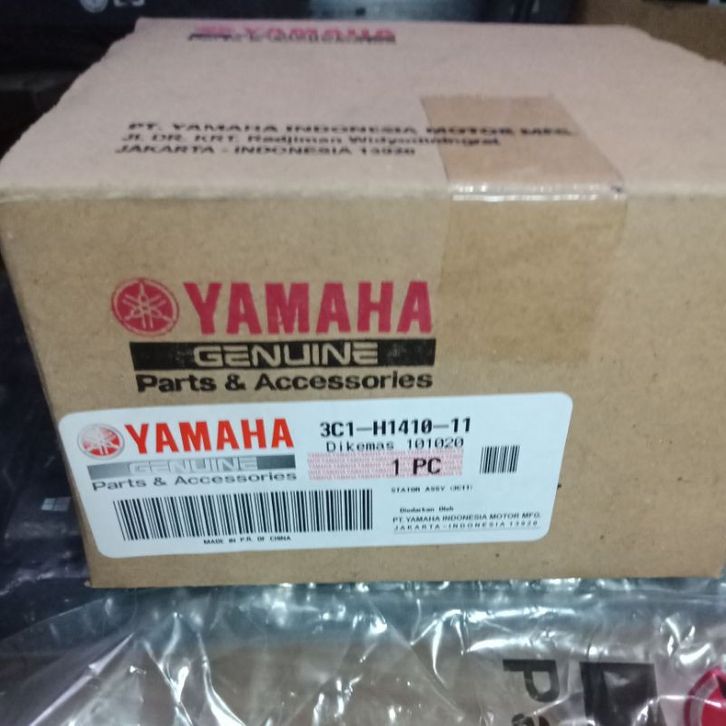 YAMAHA
PT. YAMAHA INDONESIA MOTOR MFG.
JL. DR. KRT. Radjiman Widyodiningrat
JAKARTA - INDONESIA 13920
YAMAHA
GENUINE
Parts & Accessories
YAMAHA
GENUINE
Parts & Accessories
3C1-H1410-11
Dikemas 101020
1 PC
STATOR ASSY (3C11)
Diedarkan Oleh
PT. YAMAHA INDONESIA MOTOR MFG.
JAKARTA - INDONESIA 13920
MADE IN P.R. OF CHINA